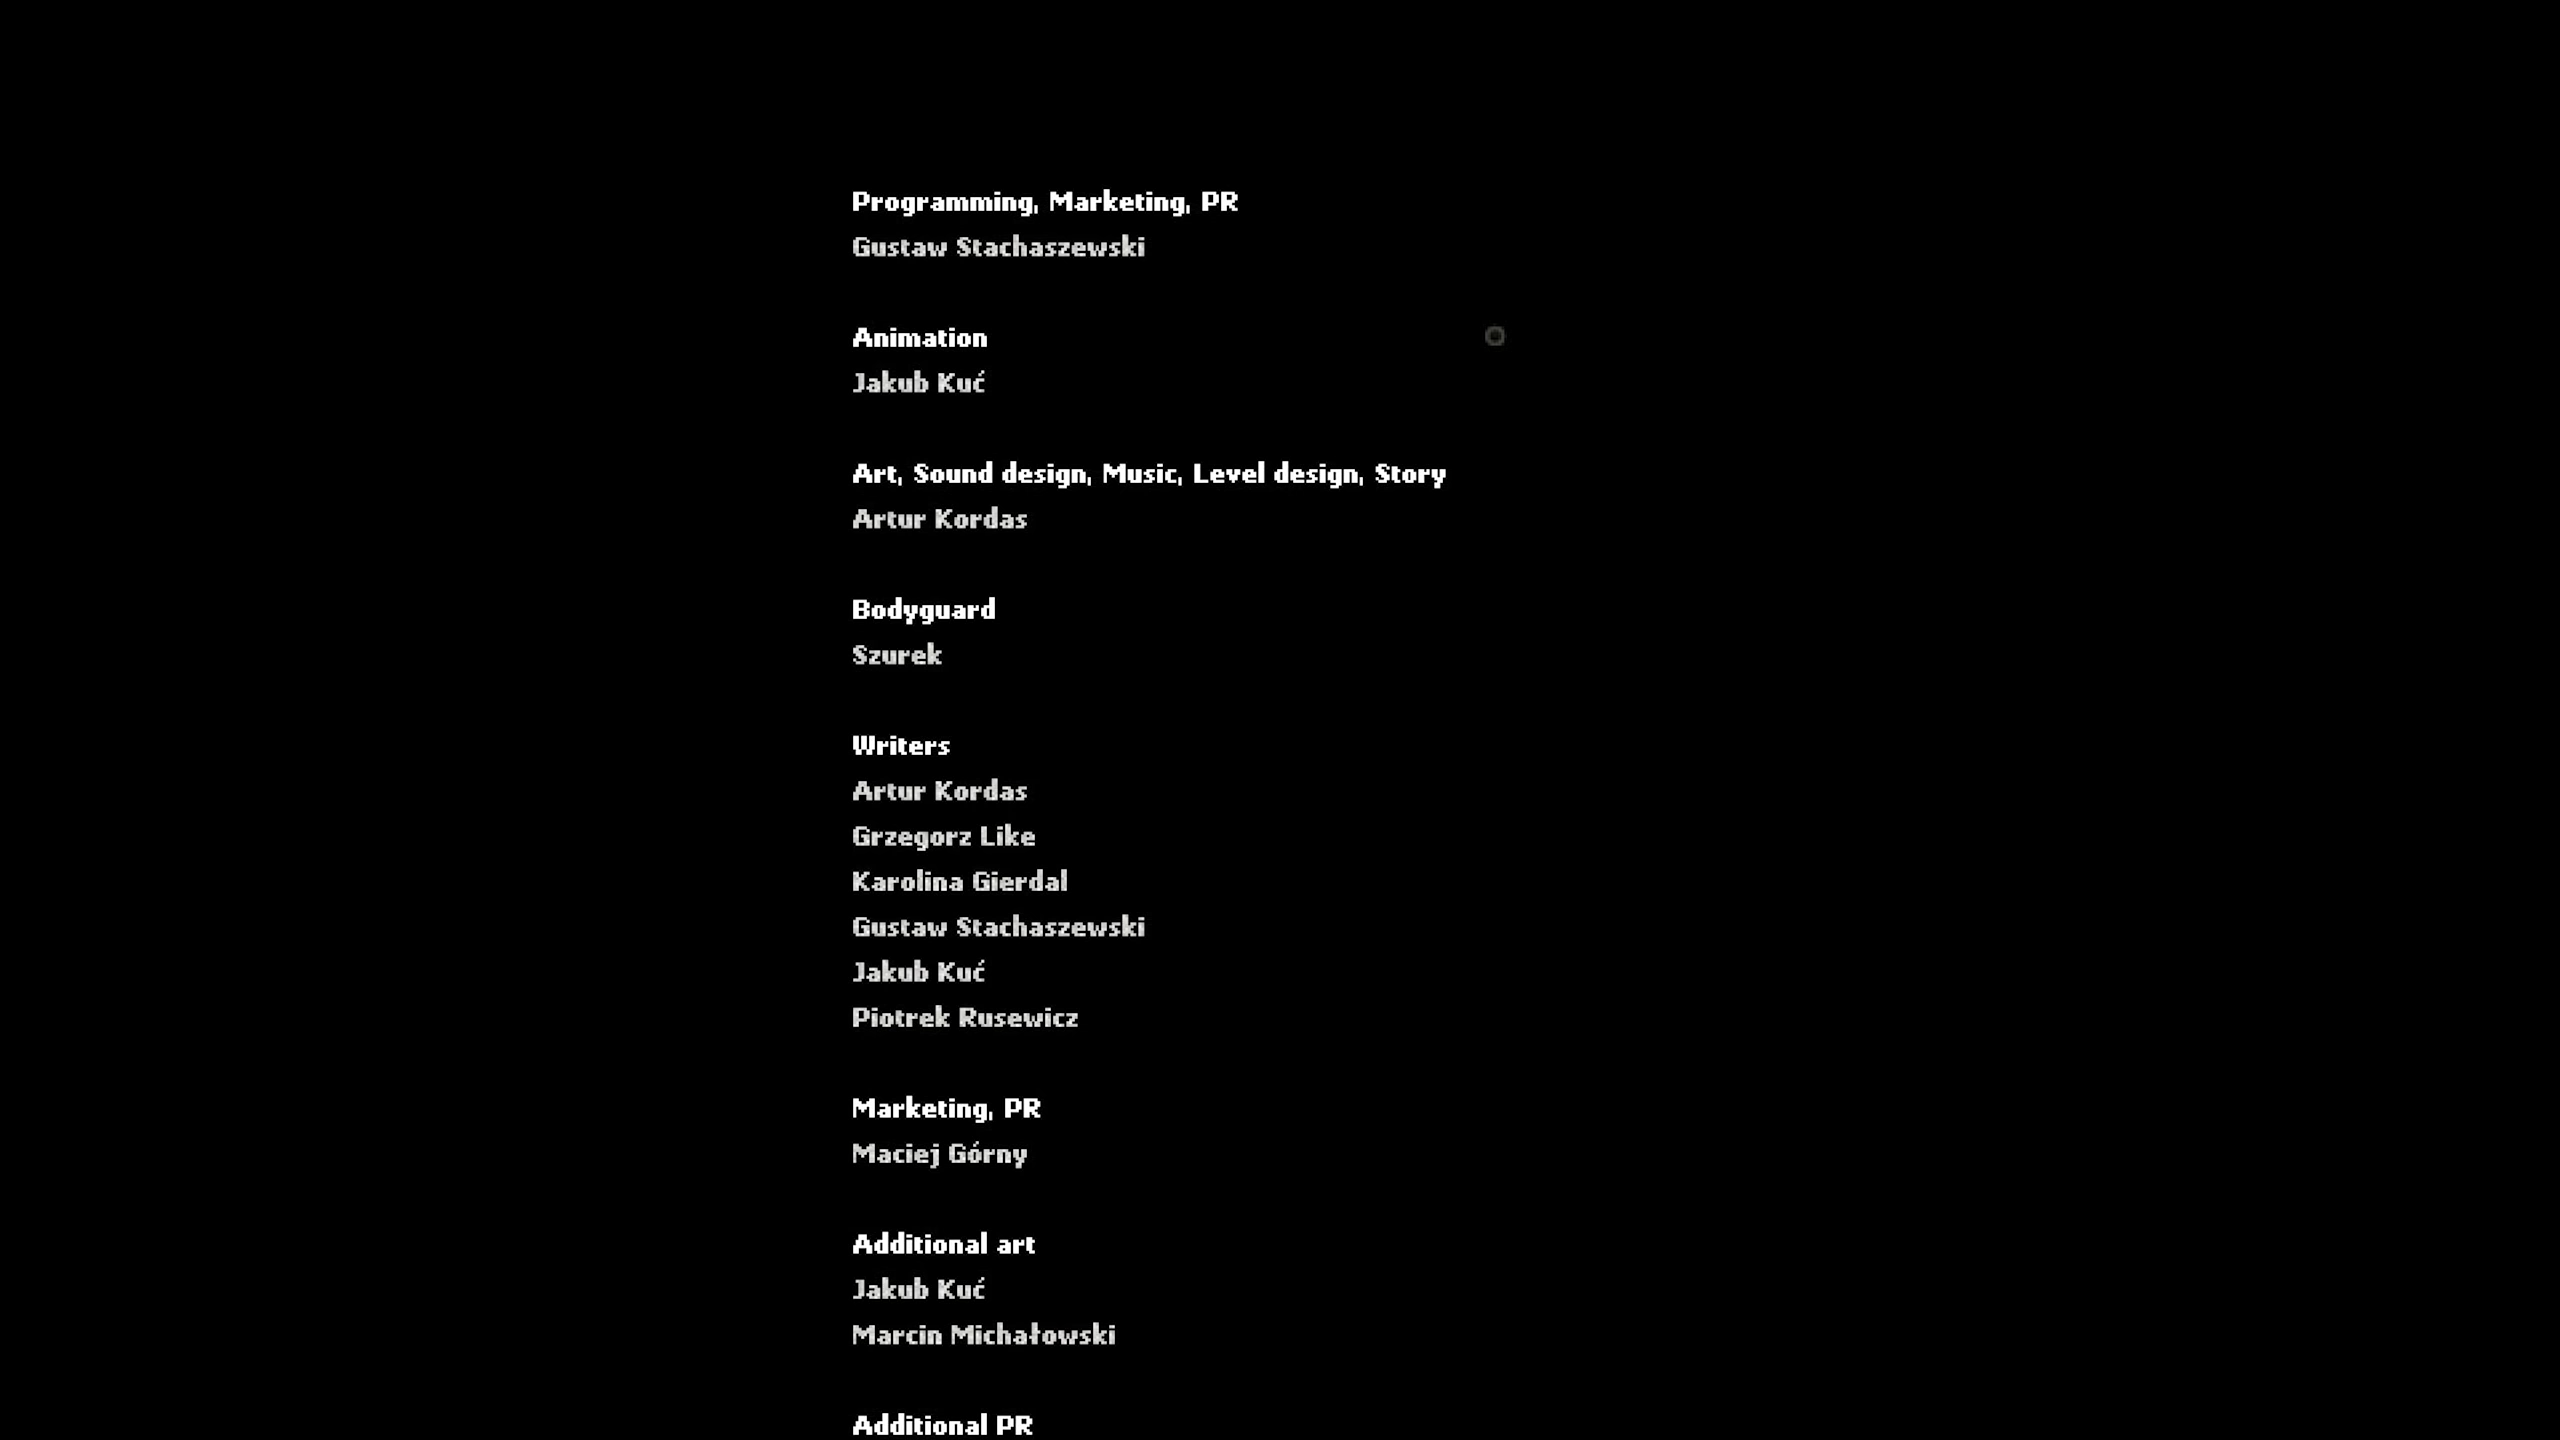 Programming, Marketing, PR
Gustaw Stachaszewski
Animation
Jakub Kuć
Art, Sound design, Music, Level design, Story
Artur Kordas
Bodyguard
Szurek
Writers
Artur Kordas
Grzegorz Like
Karolina Gierdal
Gustaw Stachaszewski
Jakub Kuć
Piotrek Rusewicz
Marketing, PR
Maciej Górny
Additional art
Jakub Kuć
Marcin Michałowski
Additional PR